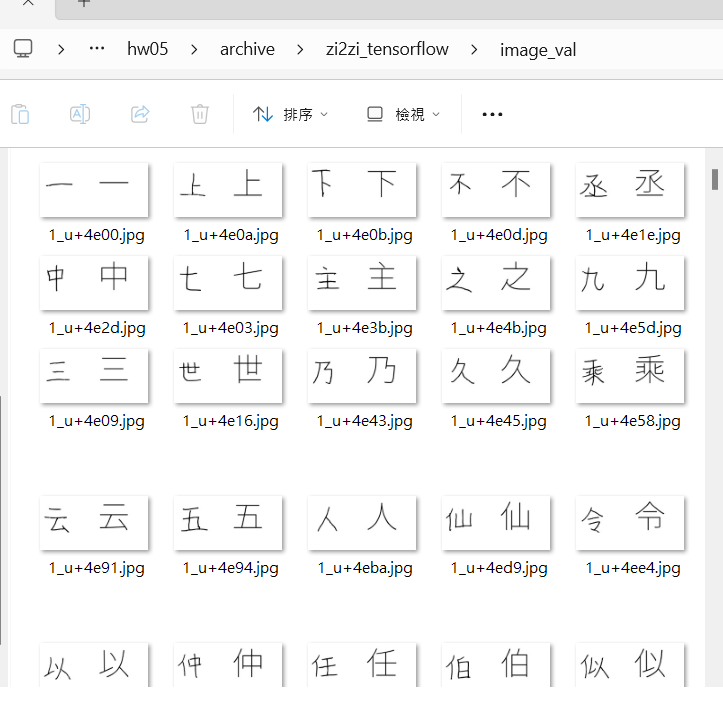 hw05 archive zi2zi_tensorflow image_val
排序 檢視
一 一 上 上 下 下 不 不 丞 丞
1_u+4e00.jpg 1_u+4e0a.jpg 1_u+4e0b.jpg 1_u+4e0d.jpg 1_u+4e1e.jpg
中 中 七 七 主 主 之 之 九 九
1_u+4e2d.jpg 1_u+4e03.jpg 1_u+4e3b.jpg 1_u+4e4b.jpg 1_u+4e5d.jpg
三 三 世 世 乃 乃 久 久 乘 乘
1_u+4e09.jpg 1_u+4e16.jpg 1_u+4e43.jpg 1_u+4e45.jpg 1_u+4e58.jpg
云 云 五 五 人 人 仙 仙 令 令
1_u+4e91.jpg 1_u+4e94.jpg 1_u+4eba.jpg 1_u+4ed9.jpg 1_u+4ee4.jpg
以 以 仲 仲 任 任 伯 伯 似 似